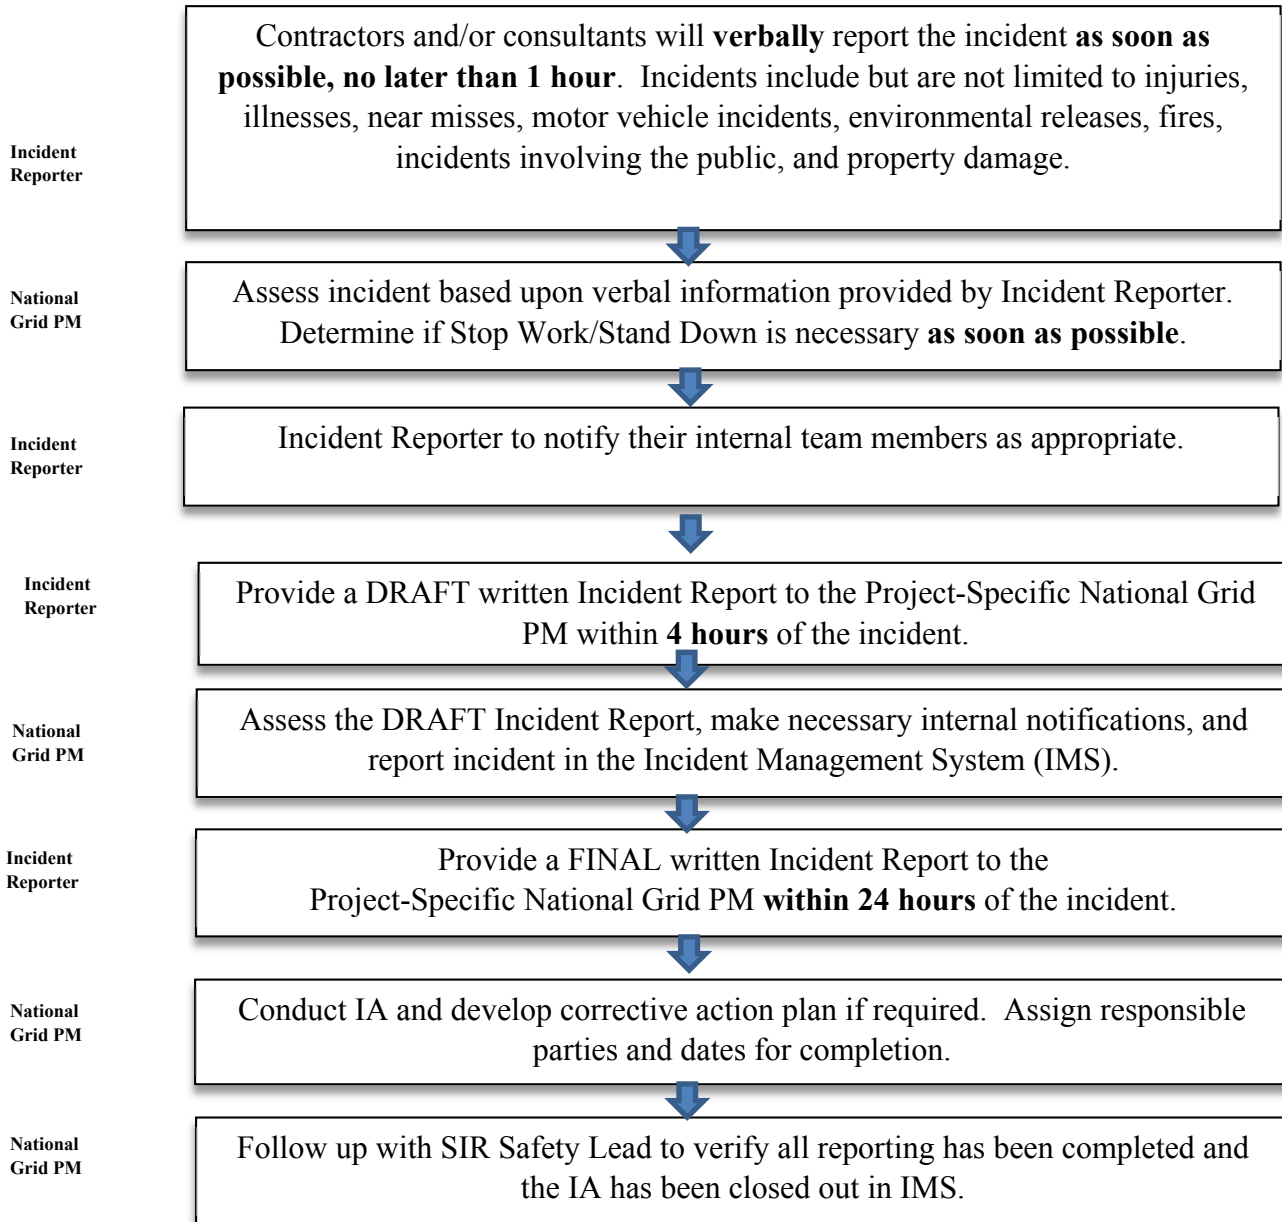 Contractors and/or consultants will verbally report the incident as soon as
possible, no later than 1 hour.  Incidents include but are not limited to injuries,
illnesses, near misses, motor vehicle incidents, environmental releases, fires,
incidents involving the public, and property damage.
Incident
Reporter
National
Grid PM
Assess incident based upon verbal information provided by Incident Reporter.
Determine if Stop Work/Stand Down is necessary as soon as possible.
Incident
Reporter
Incident Reporter to notify their internal team members as appropriate.
Incident
Reporter
Provide a DRAFT written Incident Report to the Project-Specific National Grid
PM within 4 hours of the incident.
National
Grid PM
Assess the DRAFT Incident Report, make necessary internal notifications, and
report incident in the Incident Management System (IMS).
Incident
Reporter
Provide a FINAL written Incident Report to the
Project-Specific National Grid PM within 24 hours of the incident.
National
Grid PM
Conduct IA and develop corrective action plan if required.  Assign responsible
parties and dates for completion.
National
Grid PM
Follow up with SIR Safety Lead to verify all reporting has been completed and
the IA has been closed out in IMS.